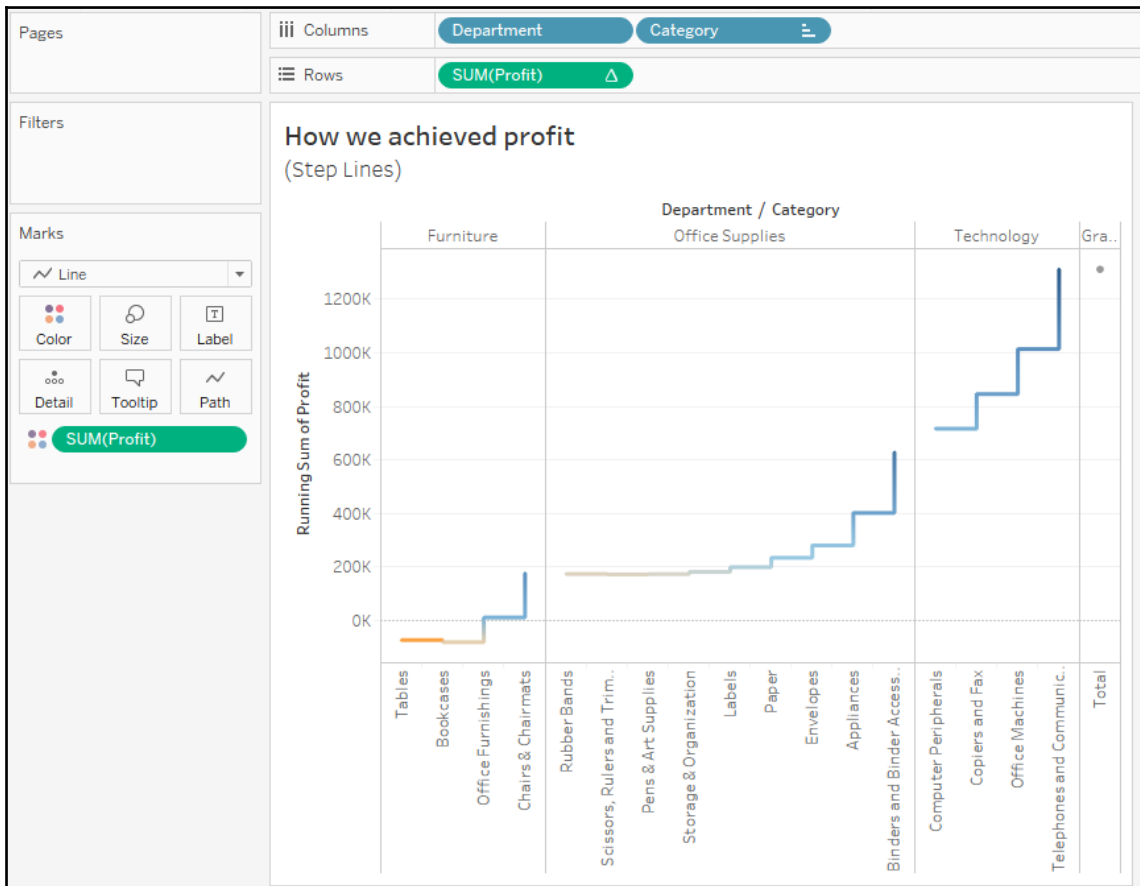 Pages
iii Columns
Department
Category
Rows
SUM(Profit) Δ
Filters
Marks
Line
Color
Size
T
Label
Detail
Tooltip
Path
SUM(Profit)
How we achieved profit
(Step Lines)
Department / Category
Furniture
Office Supplies
Technology
Gra..
Running Sum of Profit
1200K
1000K
800K
600K
400K
200K
0K
Tables
Bookcases
Office Furnishings
Chairs & Chairmats
Rubber Bands
Scissors, Rulers and Trim..
Pens & Art Supplies
Storage & Organization
Labels
Paper
Envelopes
Appliances
Binders and Binder Access..
Computer Peripherals
Copiers and Fax
Office Machines
Telephones and Communic..
Total